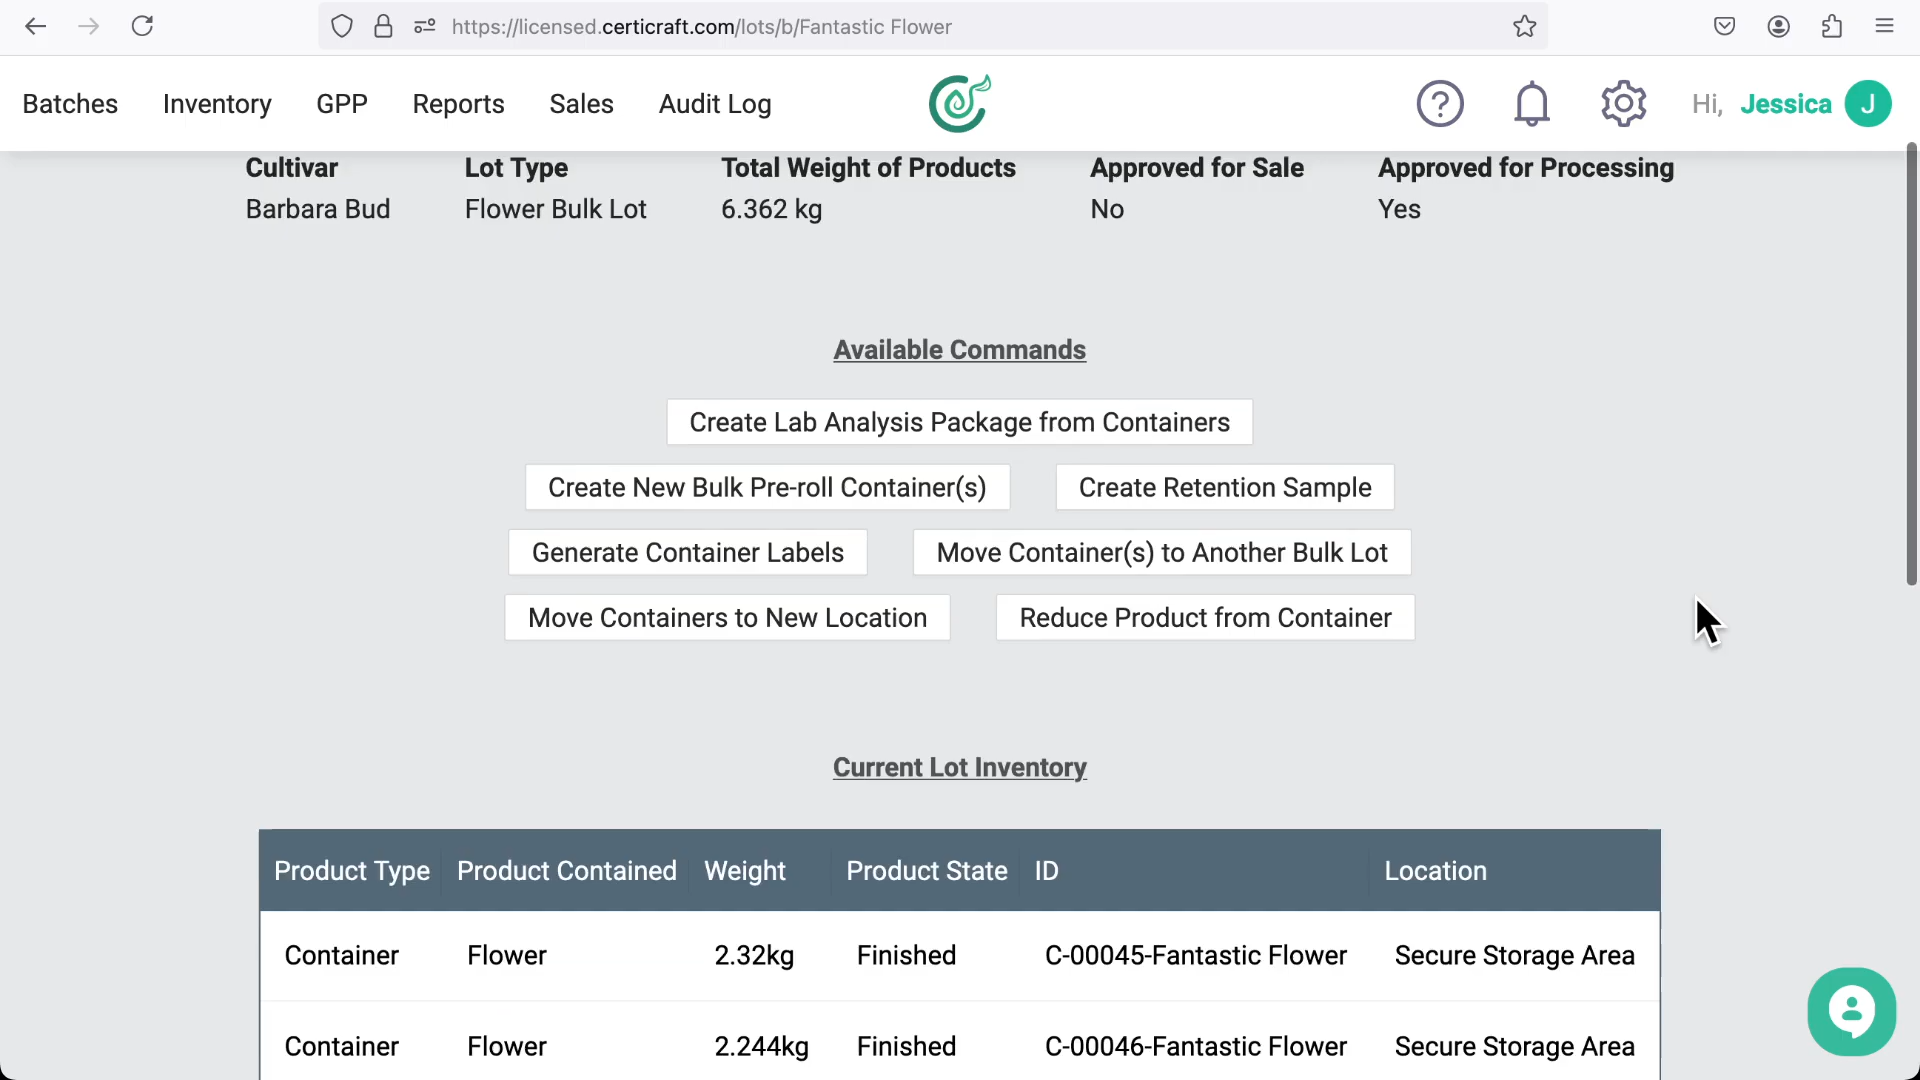 https://licensed.certicraft.com/lots/b/Fantastic Flower
Batches Inventory GPP Reports Sales Audit Log Hi, Jessica J
Cultivar Lot Type Total Weight of Products Approved for Sale Approved for Processing
Barbara Bud Flower Bulk Lot 6.362 kg No Yes
Available Commands
Create Lab Analysis Package from Containers
Create New Bulk Pre-roll Container(s) Create Retention Sample
Generate Container Labels Move Container(s) to Another Bulk Lot
Move Containers to New Location Reduce Product from Container
Current Lot Inventory
Product Type Product Contained Weight Product State ID Location
Container Flower 2.32kg Finished C-00045-Fantastic Flower Secure Storage Area
Container Flower 2.244kg Finished C-00046-Fantastic Flower Secure Storage Area